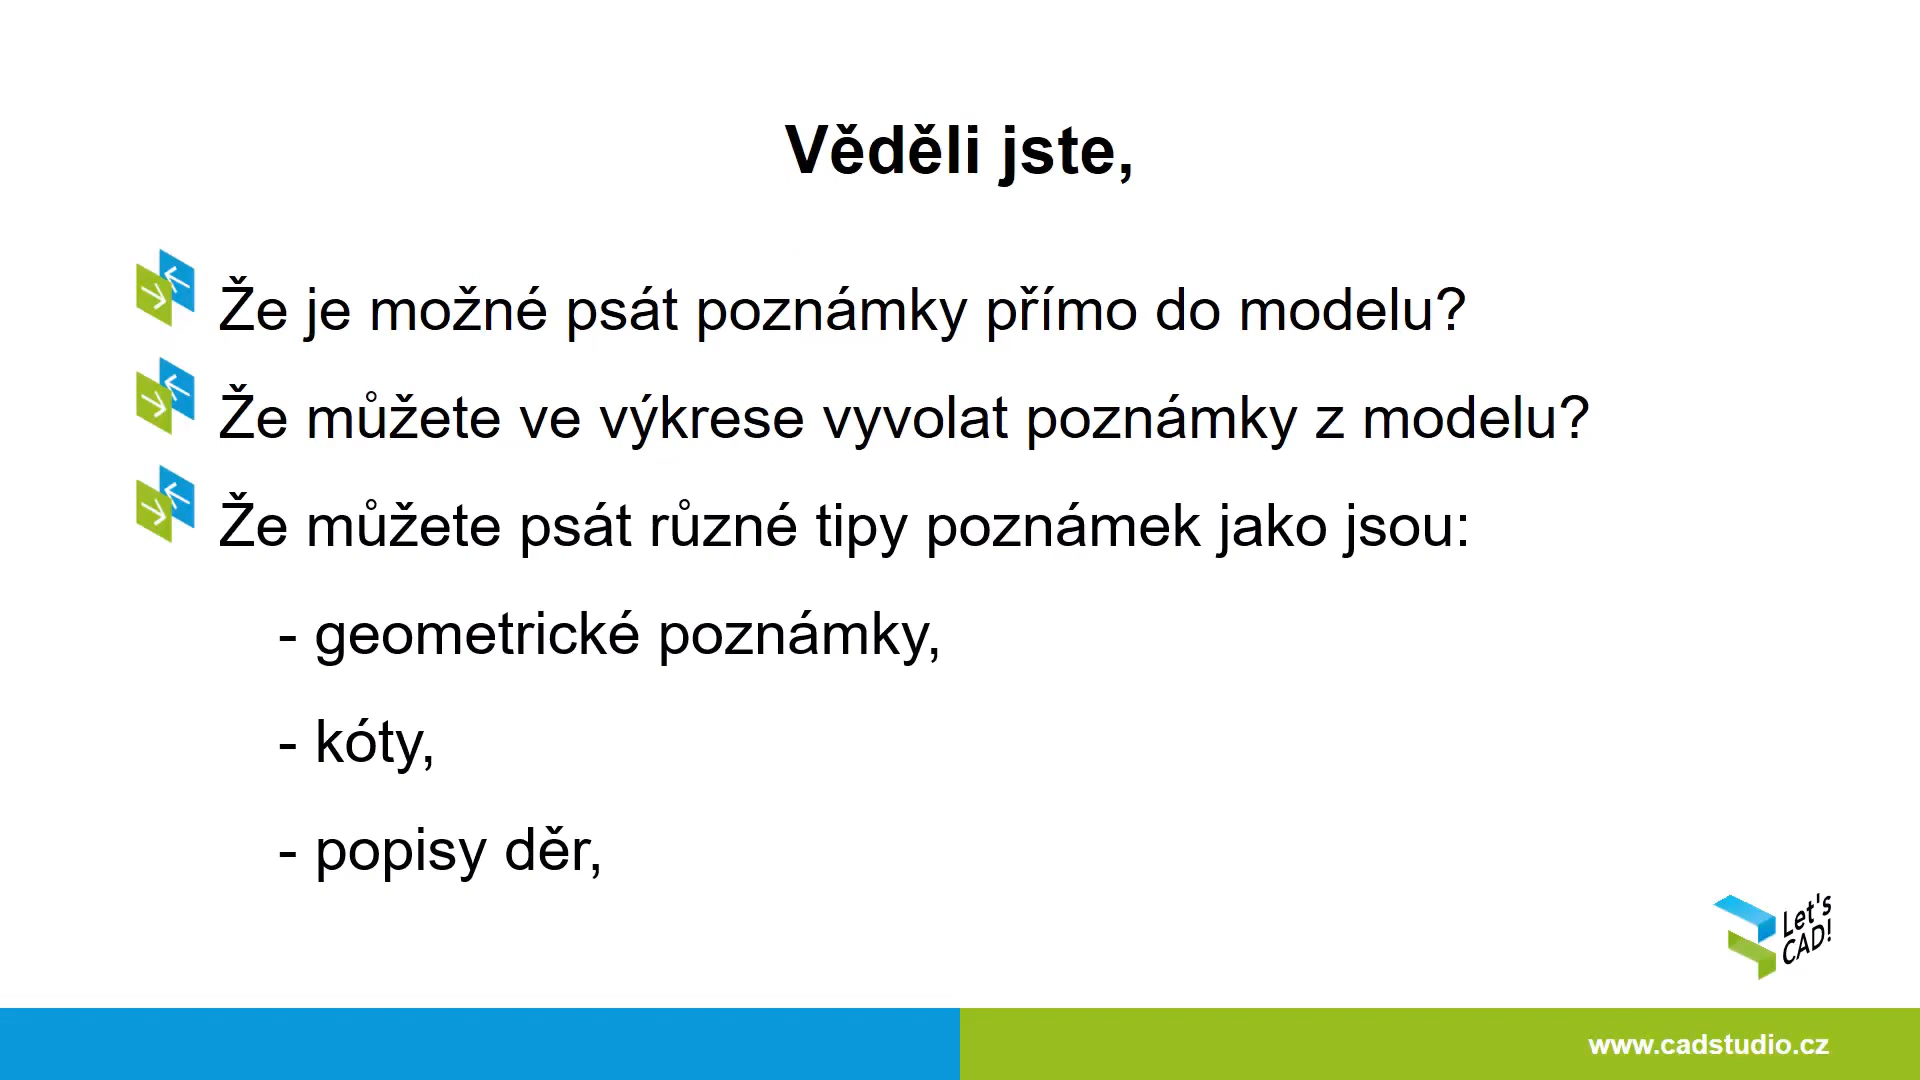 Věděli jste,
Že je možné psát poznámky přímo do modelu?
Že můžete ve výkrese vyvolat poznámky z modelu?
Že můžete psát různé tipy poznámek jako jsou:
- geometrické poznámky,
- kóty,
- popisy děr,
Let's
CAD!
www.cadstudio.cz